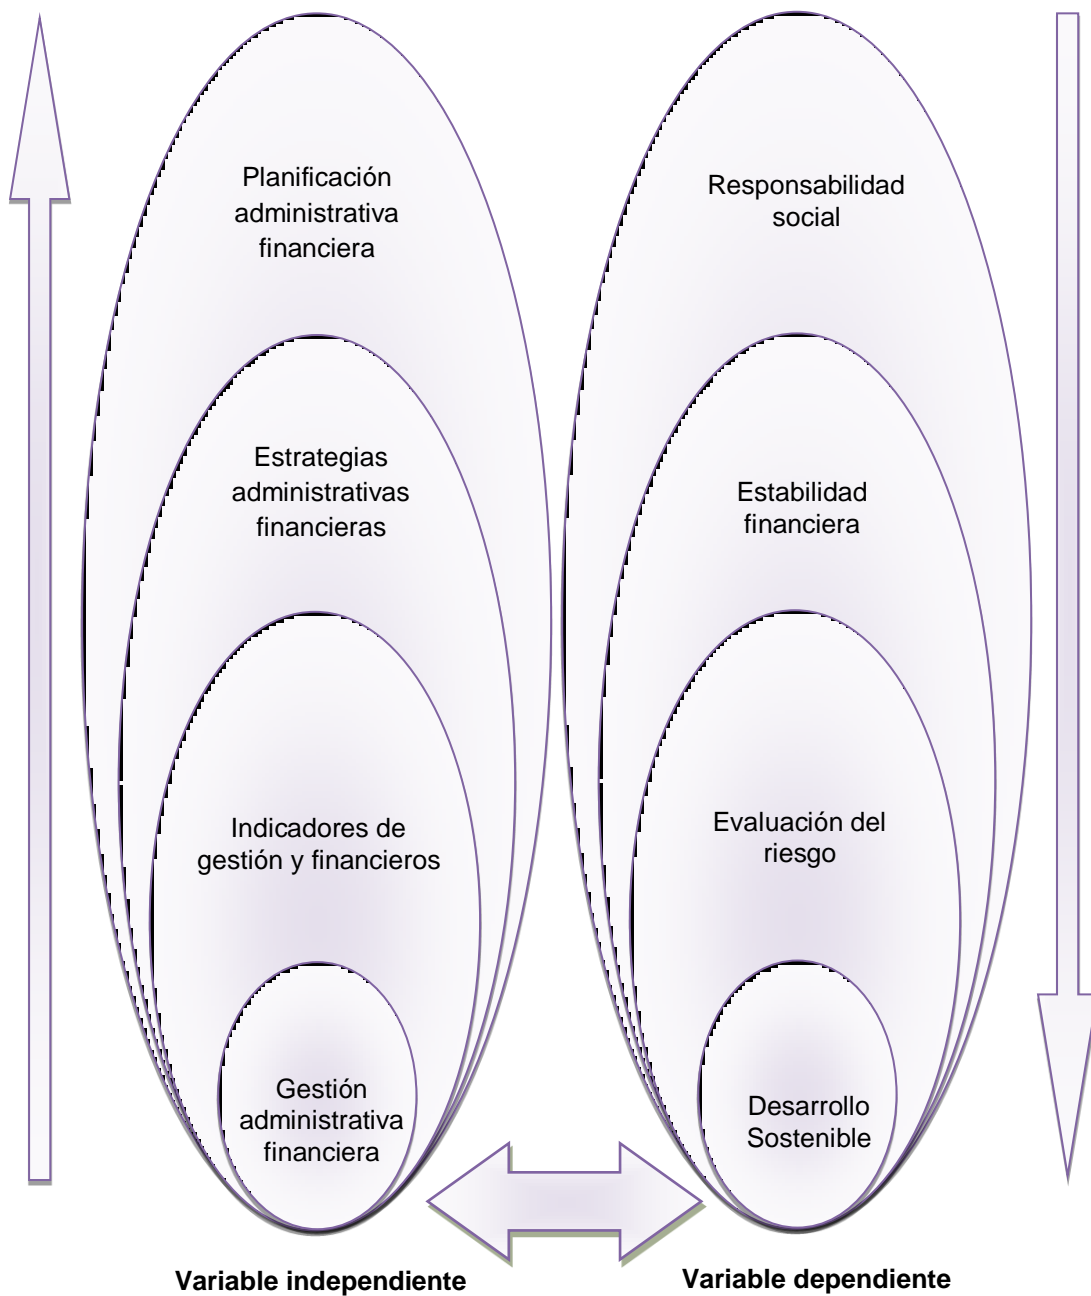 Planificación
administrativa
financiera
Estrategias
administrativas
financieras
Indicadores de
gestión y financieros
Gestión
administrativa
financiera
Variable independiente
Responsabilidad
social
Estabilidad
financiera
Evaluación del
riesgo
Desarrollo
Sostenible
Variable dependiente